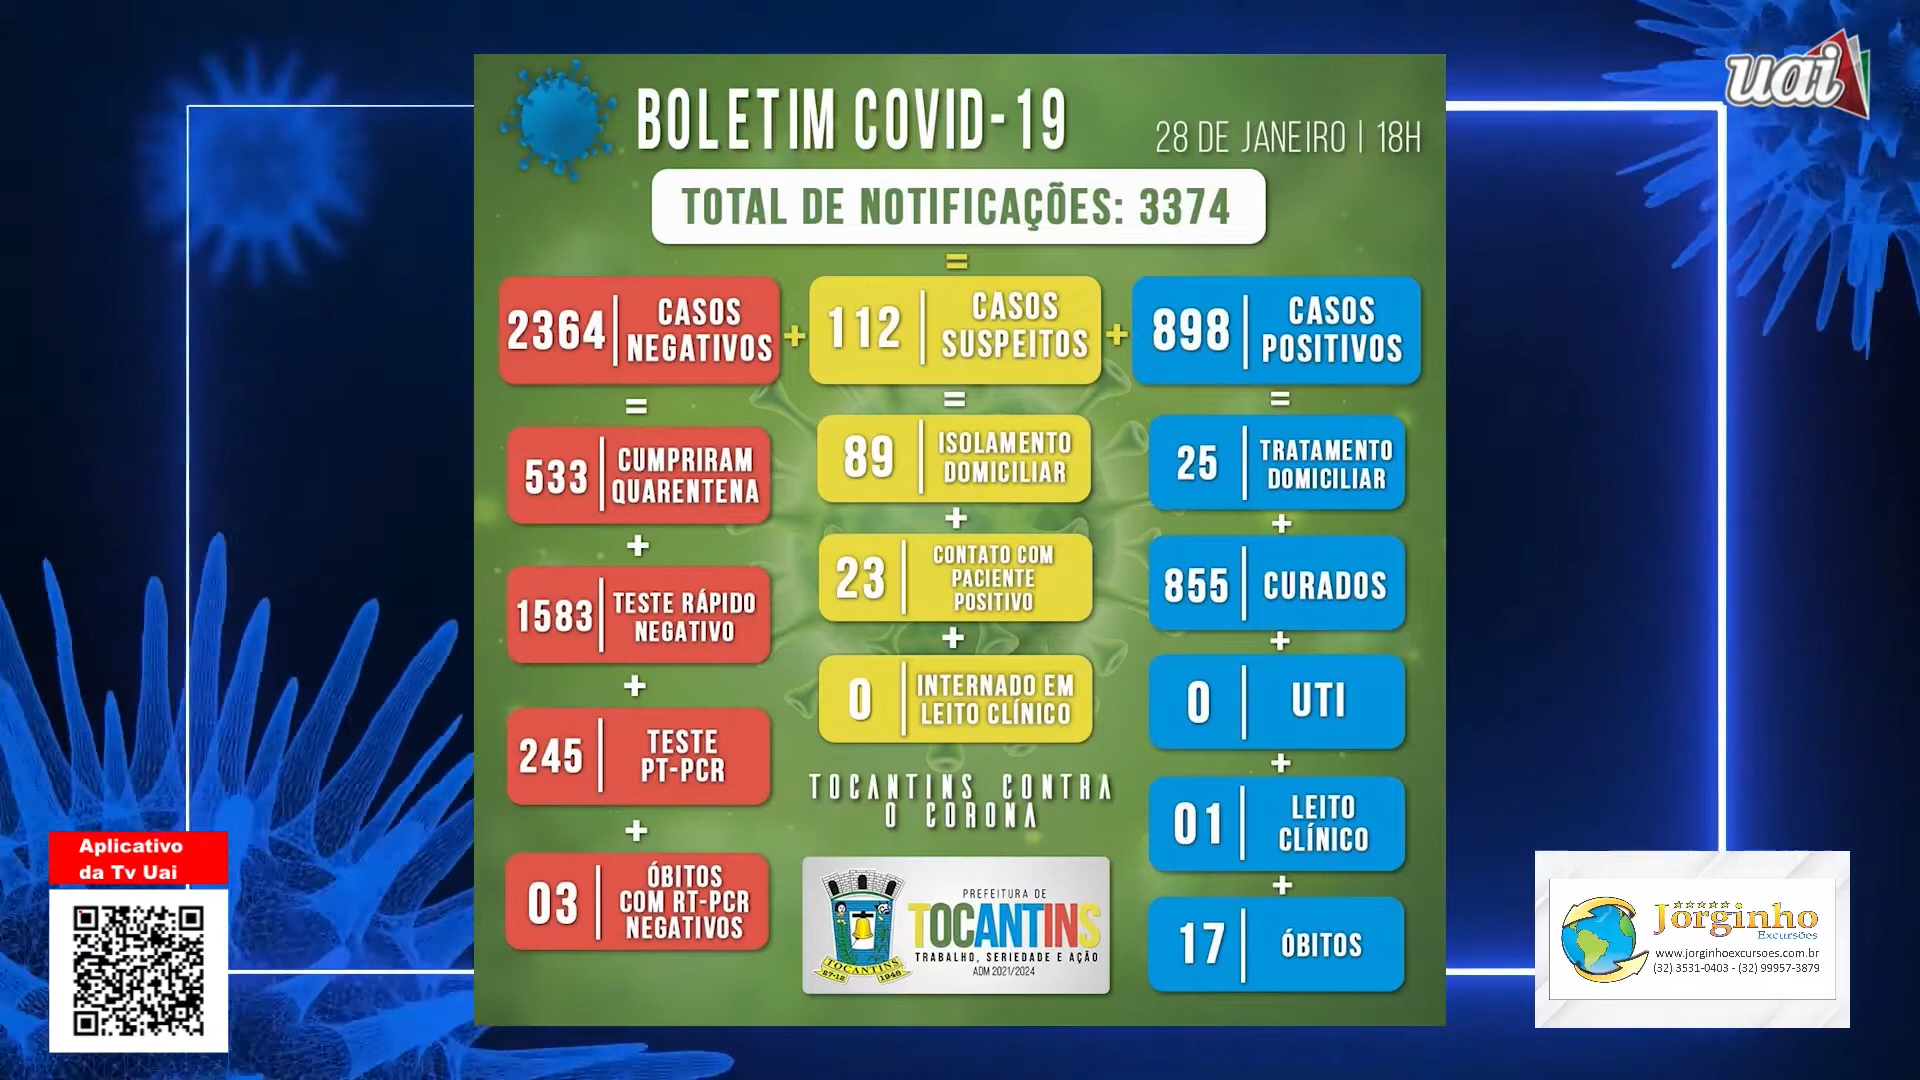 uai
BOLETIM COVID-19
28 DE JANEIRO | 18H
TOTAL DE NOTIFICAÇÕES: 3374
=
2364 | CASOS
NEGATIVOS
+
112 | CASOS
SUSPEITOS
+
898 | CASOS
POSITIVOS
=
533 | CUMPRIRAM
QUARENTENA
+
1583 | TESTE RÁPIDO
NEGATIVO
+
245 | TESTE
PT-PCR
+
03 | ÓBITOS
COM RT-PCR
NEGATIVOS
=
89 | ISOLAMENTO
DOMICILIAR
+
23 | CONTATO COM
PACIENTE
POSITIVO
+
0 | INTERNADO EM
LEITO CLÍNICO
TOCANTINS CONTRA
O CORONA
PREFEITURA DE
TOCANTINS
TRABALHO, SERIEDADE E AÇÃO
ADM 2021/2024
TOCANTINS
27-12 1948
=
25 | TRATAMENTO
DOMICILIAR
+
855 | CURADOS
+
0 | UTI
+
01 | LEITO
CLÍNICO
+
17 | ÓBITOS
Aplicativo
da Tv Uai
Jorginho
Excursões
www.jorginhoexcursoes.com.br
(32) 3531-0403 - (32) 99957-3879